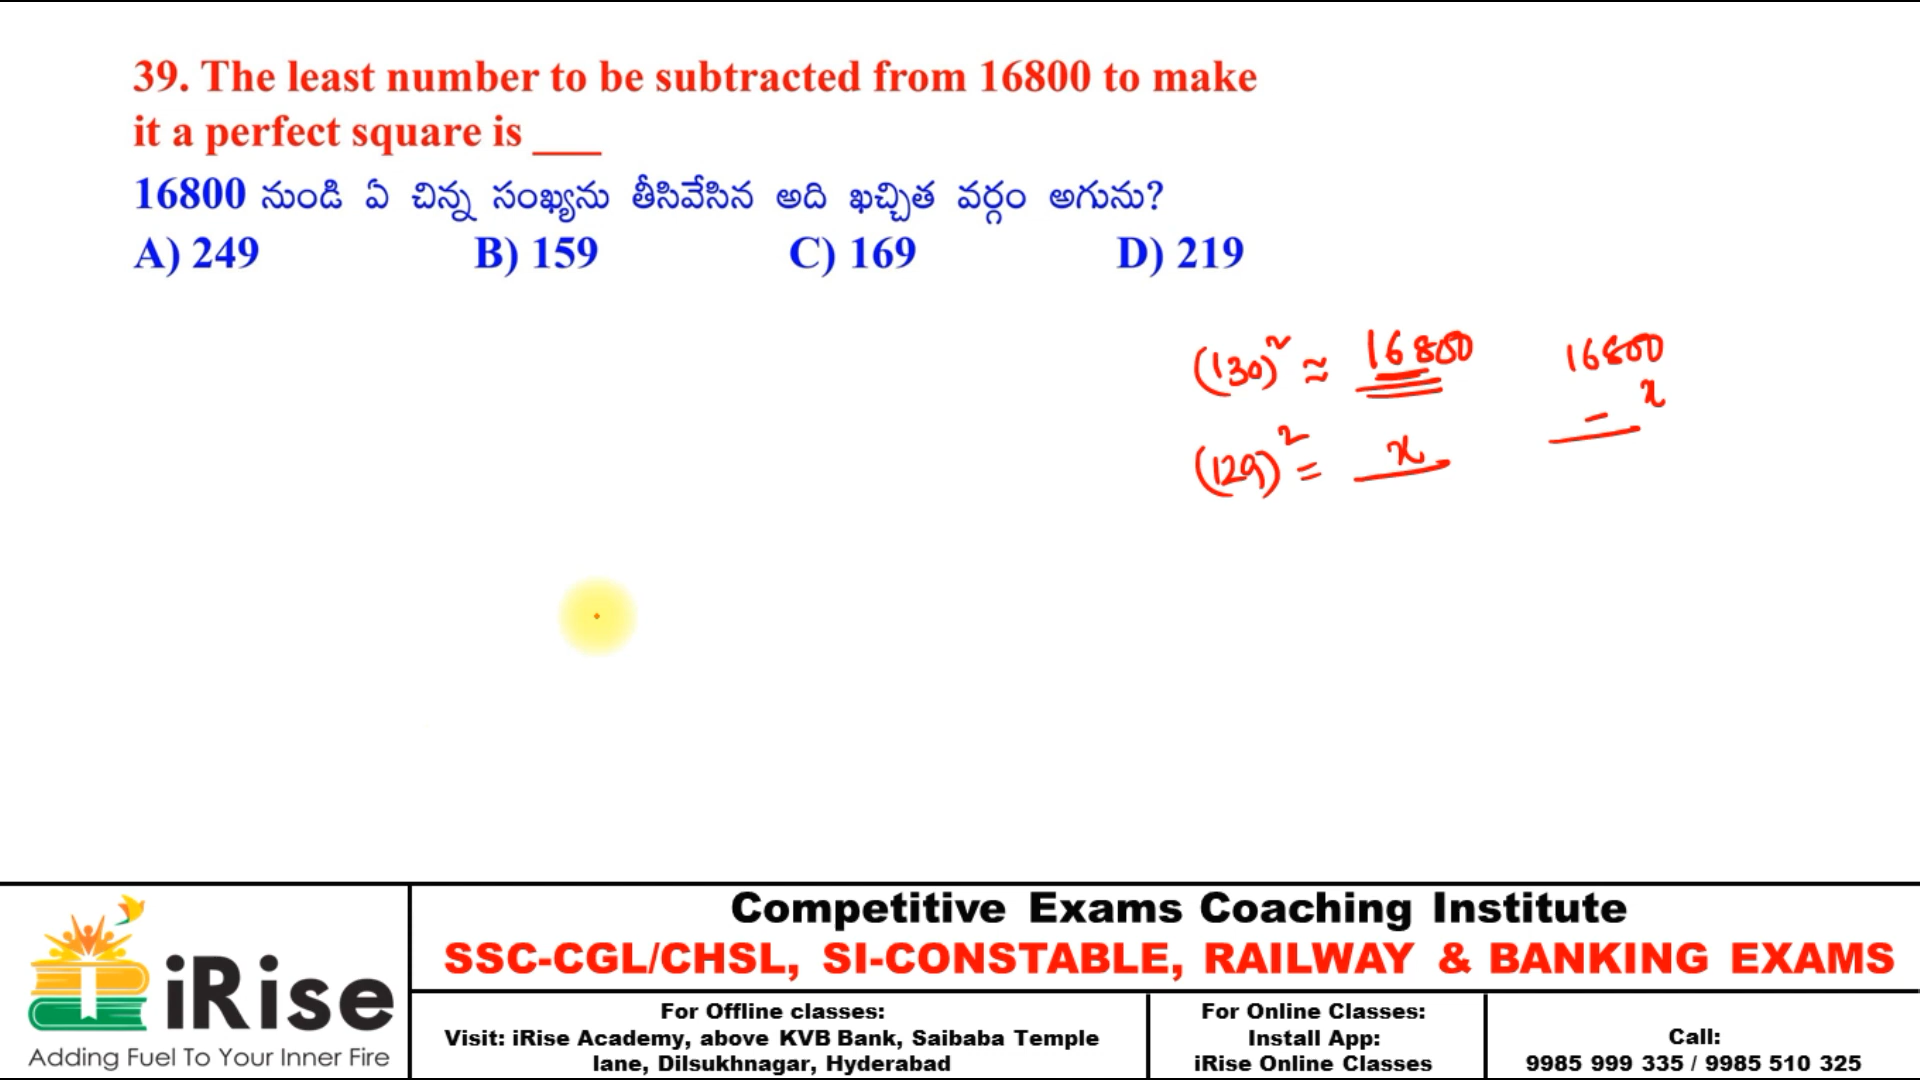 39. The least number to be subtracted from 16800 to make
it a perfect square is ___
16800 నుండి ఏ చిన్న సంఖ్యను తీసివేసిన అది ఖచ్చిత వర్గం అగును?
A) 249 B) 159 C) 169 D) 219
(130)² ≈ 16800
(129)² = x
16800
- x
iRise
Adding Fuel To Your Inner Fire
Competitive Exams Coaching Institute
SSC-CGL/CHSL, SI-CONSTABLE, RAILWAY & BANKING EXAMS
For Offline classes:
Visit: iRise Academy, above KVB Bank, Saibaba Temple
lane, Dilsukhnagar, Hyderabad
For Online Classes:
Install App:
iRise Online Classes
Call:
9985 999 335 / 9985 510 325